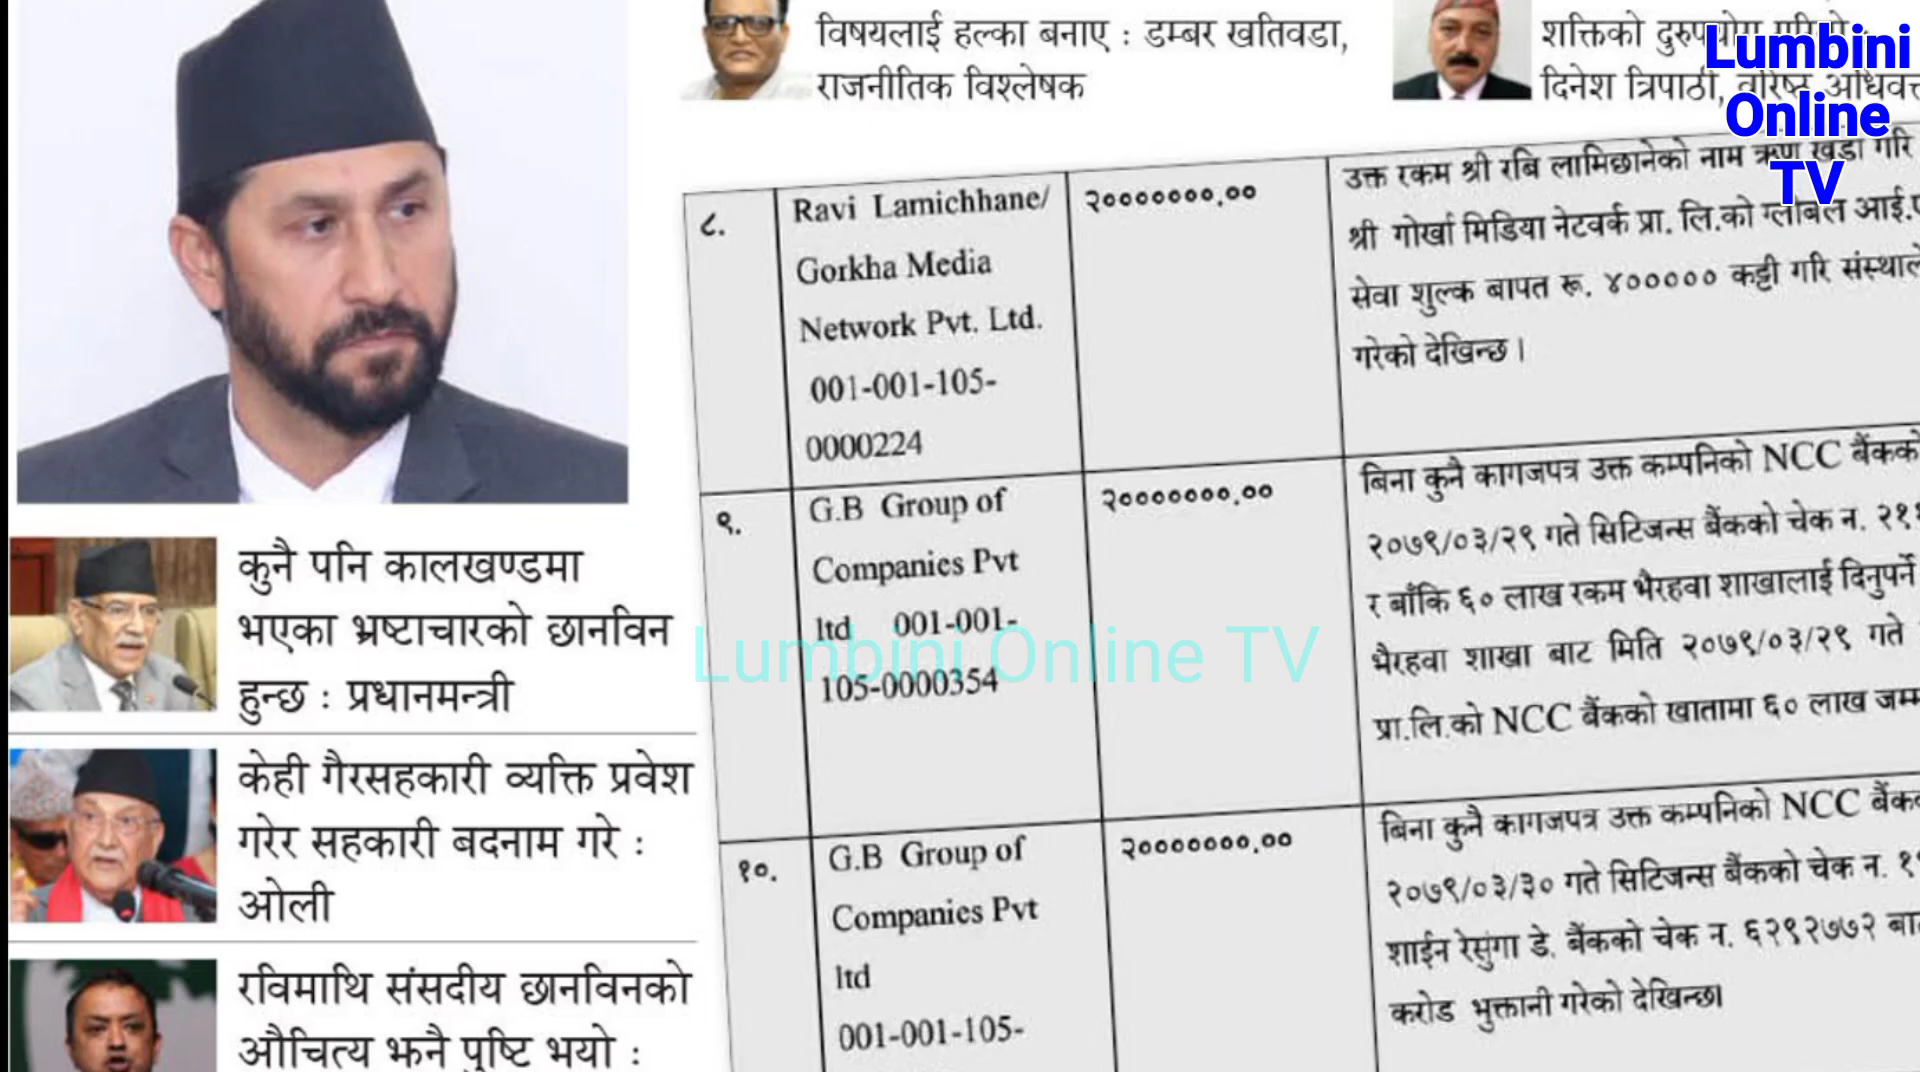 विषयलाई हल्का बनाए : डम्बर खतिवडा,
राजनीतिक विश्लेषक
शक्तिको दुरुपयोग गरियो :
दिनेश त्रिपाठी, वरिष्ठ
Lumbini
Online
TV
८.
Ravi Lamichhane/
Gorkha Media
Network Pvt. Ltd.
001-001-105-
0000224
२०००००००.००
उक्त रकम श्री रबि लामिछानेको नाम ऋण खडा गरि
श्री गोर्खा मिडिया नेटवर्क प्रा. लि.को ग्लोबल
सेवा शुल्क बापत रू. ४००००० कट्टी गरि
गरेको देखिन्छ ।
९.
G.B Group of
Companies Pvt
ltd 001-001-
105-0000354
२०००००००.००
बिना कुनै कागजपत्र उक्त कम्पनिको NCC
२०७९/०३/२९ गते सिटिजन्स बैंकको चेक न.
र बाँकि ६० लाख रकम भैरहवा शाखालाई दिनुपर्ने
भैरहवा शाखा बाट मिति २०७९/०३/२९ गते
प्रा.लि.को NCC बैंकको खातामा ६० लाख
१०.
G.B Group of
Companies Pvt
ltd
001-001-105-
२०००००००.००
बिना कुनै कागजपत्र उक्त कम्पनिको NCC
२०७९/०३/३० गते सिटिजन्स बैंकको चेक न.
शाईन रेसुंगा डे. बैंकको चेक न. ६२९२७७२
करोड भुक्तानी गरेको देखिन्छ।
कुनै पनि कालखण्डमा
भएका भ्रष्टाचारको छानविन
हुन्छ : प्रधानमन्त्री
केही गैरसहकारी व्यक्ति प्रवेश
गरेर सहकारी बदनाम गरे :
ओली
रविमाथि संसदीय छानविनको
औचित्य झनै पुष्टि भयो :
Lumbini Online TV